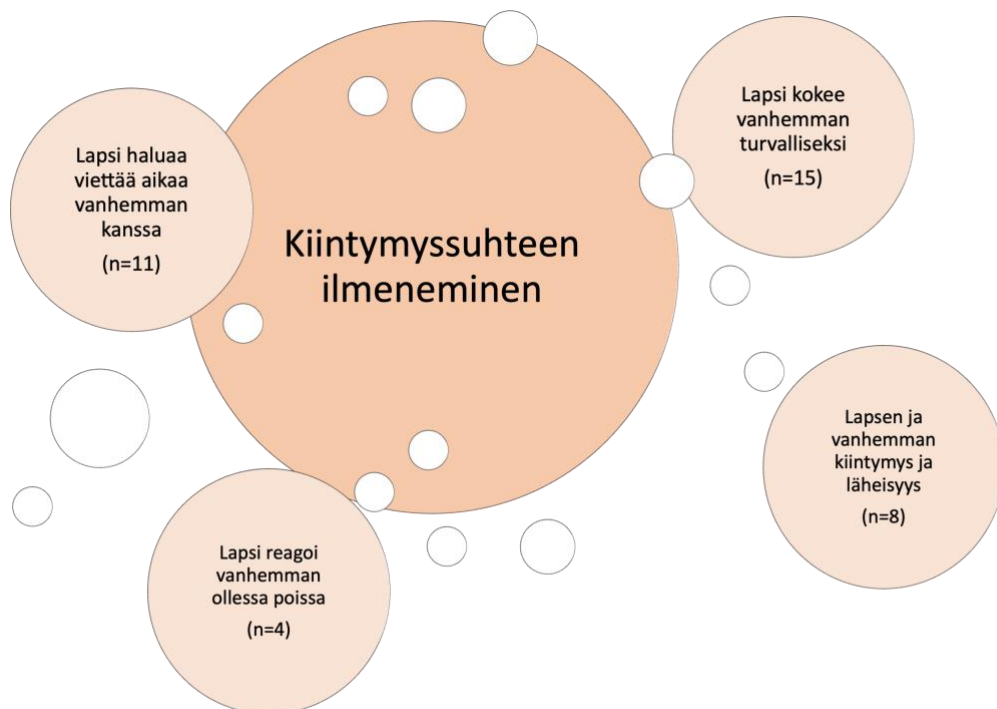 Kiintymyssuhteen
ilmeneminen
Lapsi haluaa
viettää aikaa
vanhemman
kanssa
(n=11)
Lapsi kokee
vanhemman
turvalliseksi
(n=15)
Lapsen ja
vanhemman
kiintymys ja
läheisyys
(n=8)
Lapsi reagoi
vanhemman
ollessa poissa
(n=4)